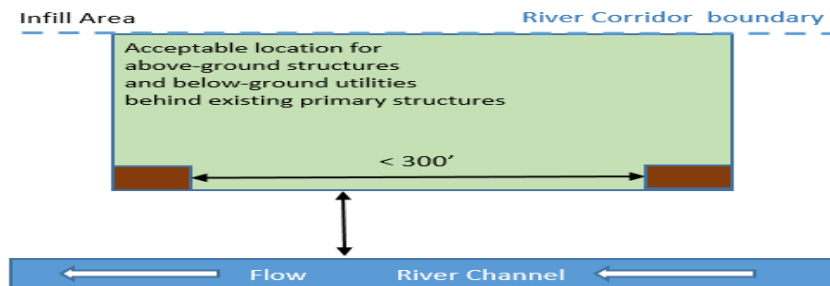 Infill Area
River Corridor boundary
Acceptable location for
above-ground structures
and below-ground utilities
behind existing primary structures
< 300’
Flow
River Channel